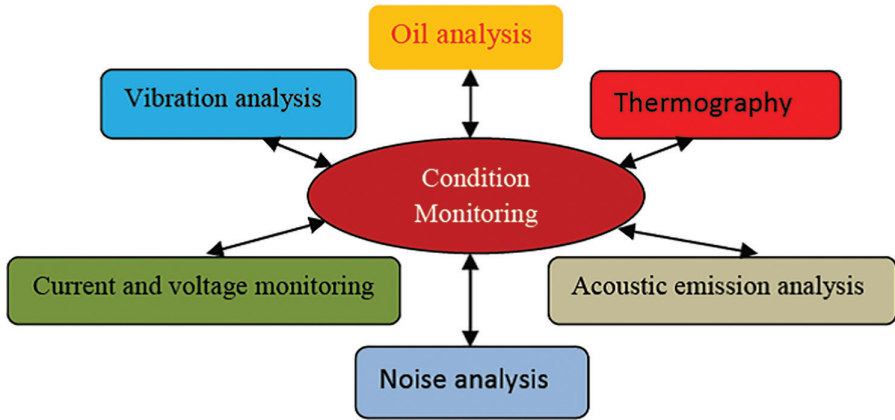 Oil analysis
Vibration analysis
Thermography
Condition
Monitoring
Current and voltage monitoring
Acoustic emission analysis
Noise analysis